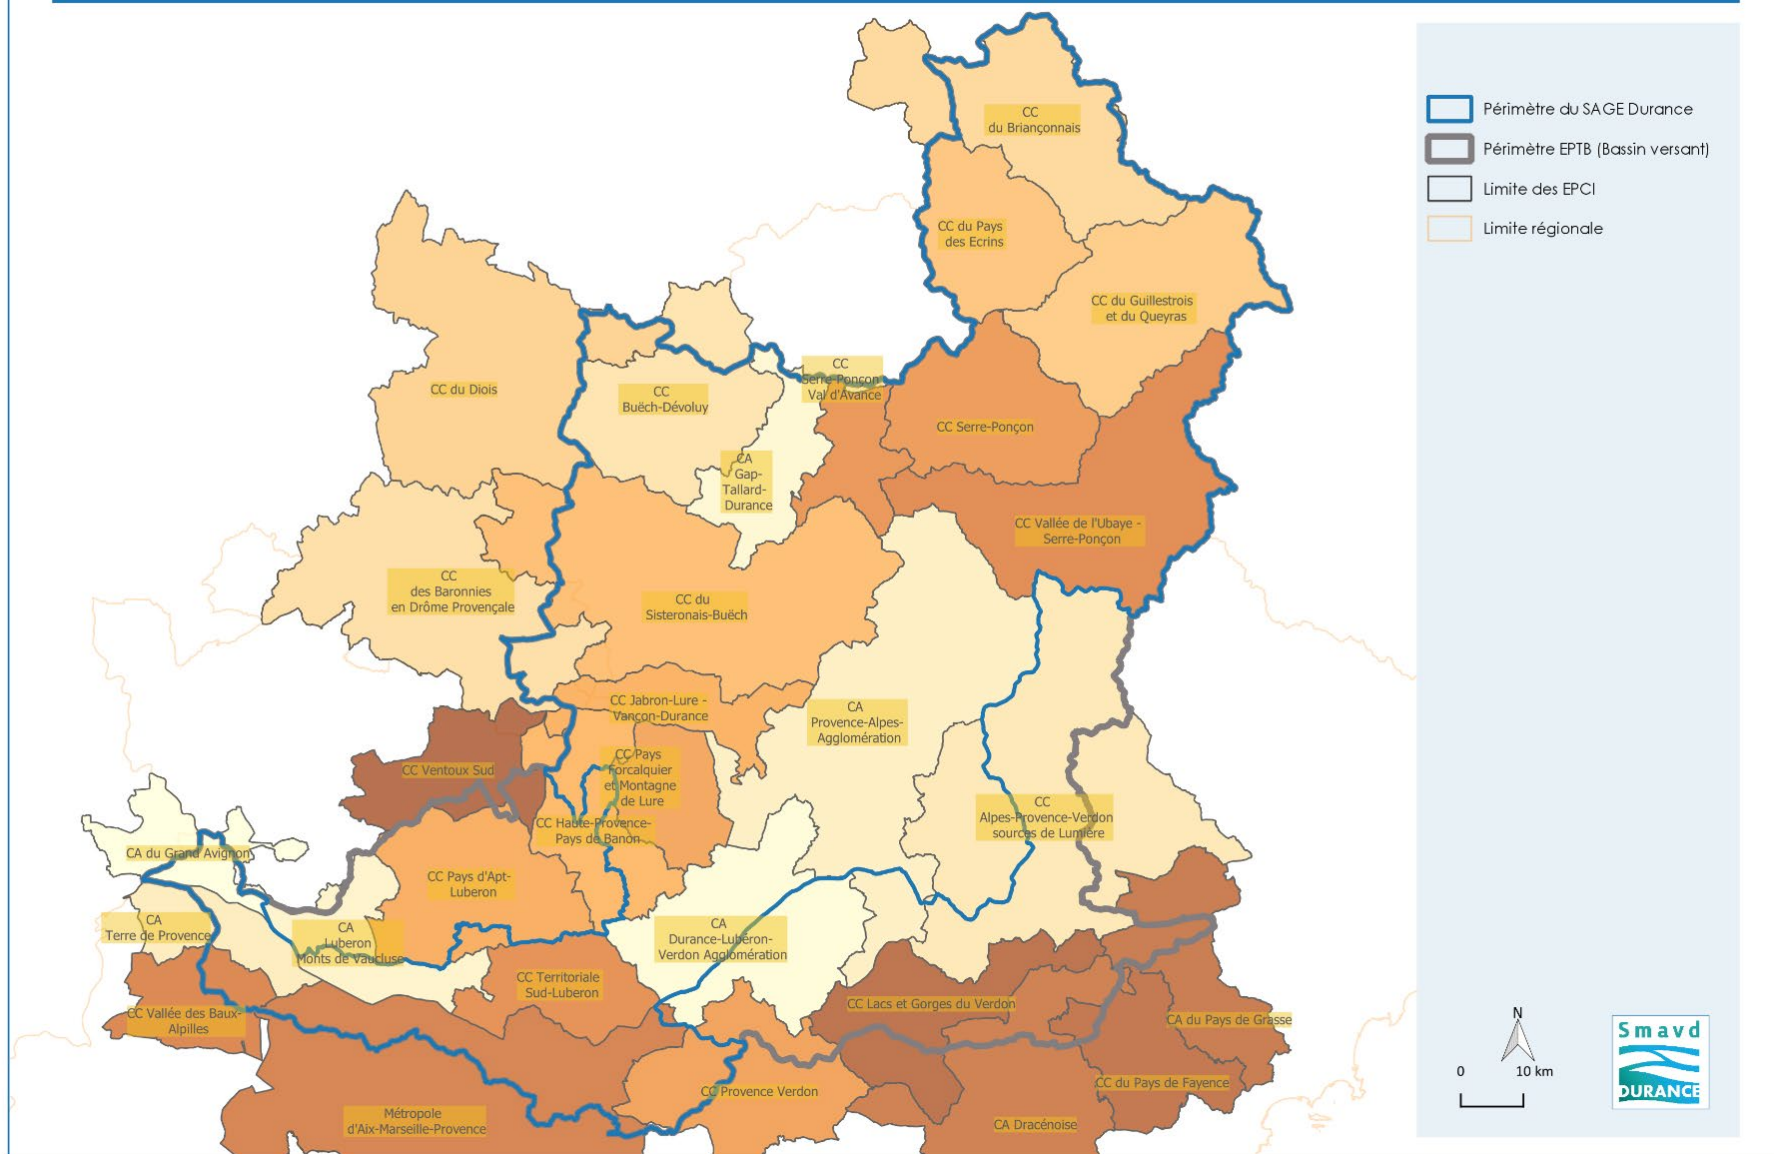 CC
du Briançonnais
Périmètre du SAGE Durance
Périmètre EPTB (Bassin versant)
Limite des EPCI
Limite régionale
CC du Pays
des Ecrins
CC du Guillestrois
et du Queyras
CC du Diois
CC
Buëch-Dévoluy
CC
Serre-Ponçon
Val d'Avance
CC Serre-Ponçon
CA
Gap-
Tallard-
Durance
CC Vallée de l'Ubaye -
Serre-Ponçon
CC
des Baronnies
en Drôme Provençale
CC du
Sisteronais-Buëch
CC Jabron-Lure -
Vançon-Durance
CA
Provence-Alpes-
Agglomération
CC Ventoux Sud
CC Pays
Forcalquier
et Montagne
de Lure
CC Haute-Provence-
Pays de Banon
CC
Alpes-Provence-Verdon
sources de Lumière
CA du Grand Avignon
CC Pays d'Apt-
Luberon
CA
Terre de Provence
CA
Luberon
Monts de Vaucluse
CA
Durance-Lubéron-
Verdon Agglomération
CC Territoriale
Sud-Luberon
CC Vallée des Baux-
Alpilles
CC Lacs et Gorges du Verdon
CA du Pays de Grasse
CC Provence Verdon
CC du Pays de Fayence
Métropole
d'Aix-Marseille-Provence
CA Dracénoise
N
0 10 km
Smavd
DURANCE